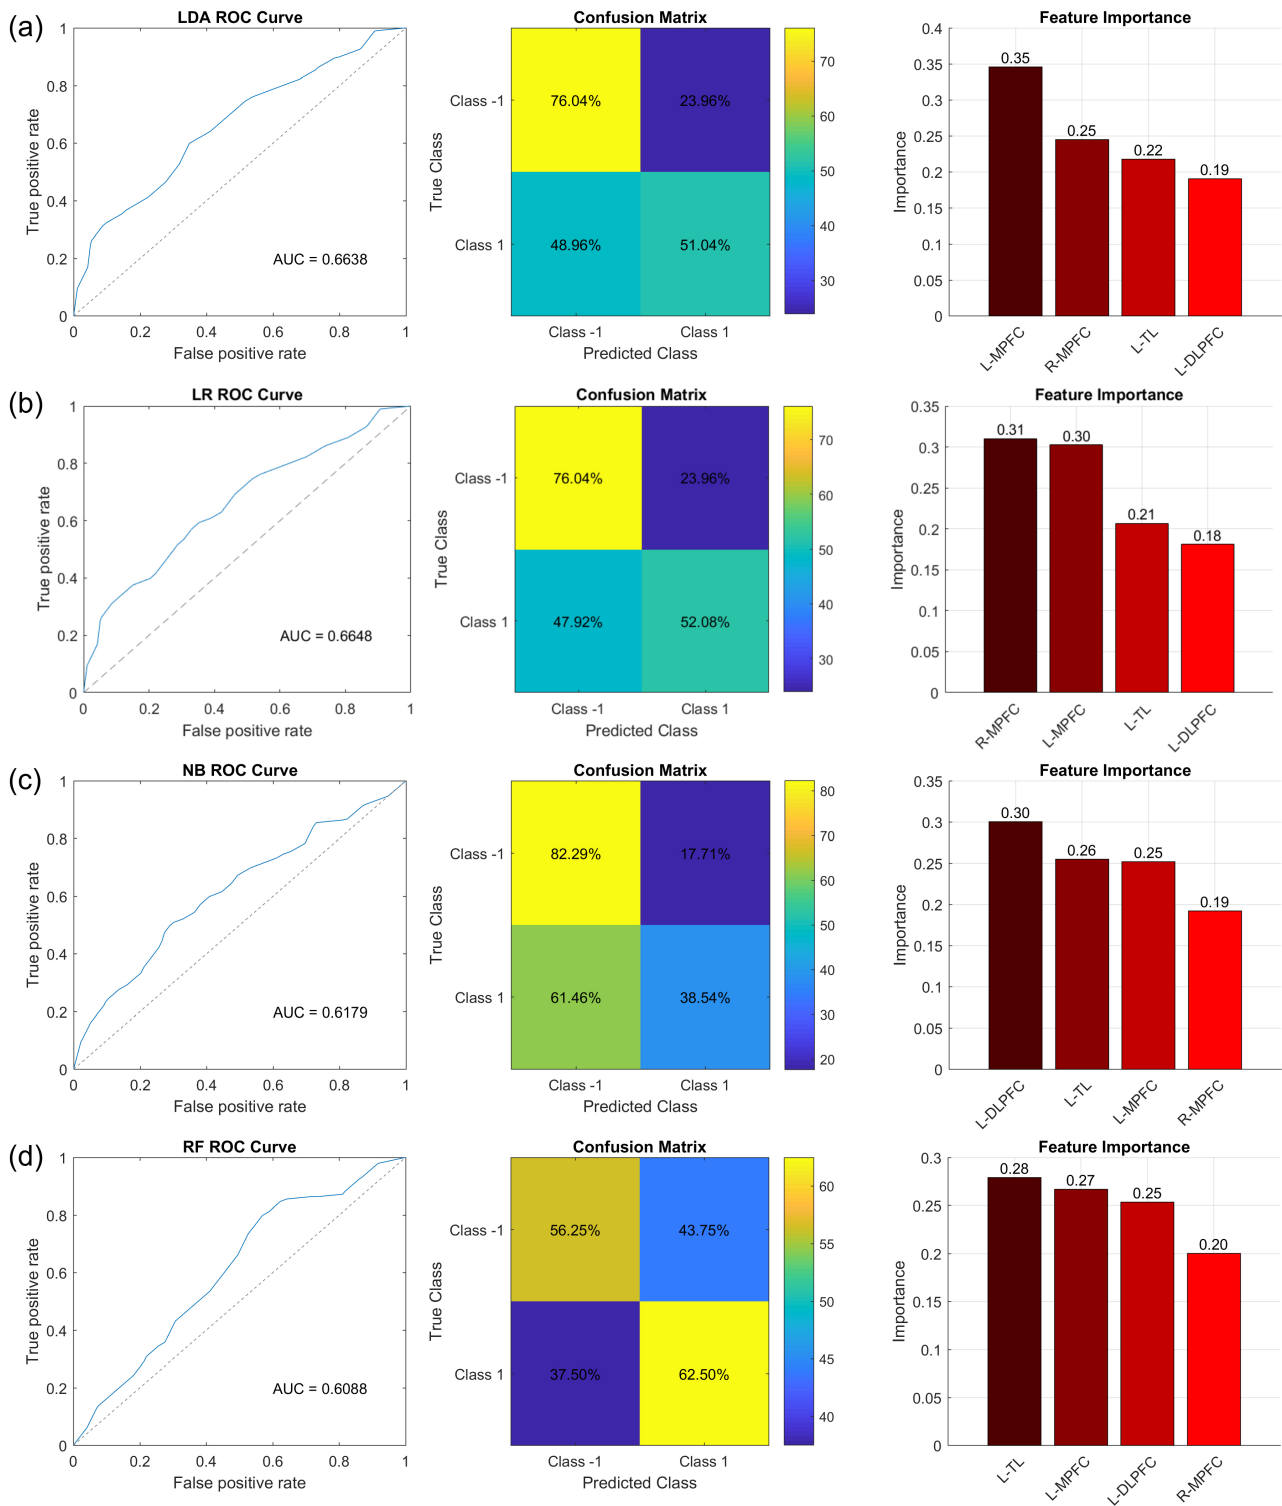 (a)
LDA ROC Curve
1
0.8
0.6
0.4
0.2
0
0 0.2 0.4 0.6 0.8 1
True positive rate
False positive rate
AUC = 0.6638
Confusion Matrix
Class -1
Class 1
76.04% 23.96%
48.96% 51.04%
Class -1 Class 1
True Class
Predicted Class
70
60
50
40
30
Feature Importance
0.4
0.35
0.3
0.25
0.2
0.15
0.1
0.05
0
Importance
0.35
0.25
0.22
0.19
L-MPFC
R-MPFC
L-TL
L-DLPFC
(b)
LR ROC Curve
1
0.8
0.6
0.4
0.2
0
0 0.2 0.4 0.6 0.8 1
True positive rate
False positive rate
AUC = 0.6648
Confusion Matrix
Class -1
Class 1
76.04% 23.96%
47.92% 52.08%
Class -1 Class 1
True Class
Predicted Class
70
60
50
40
30
Feature Importance
0.35
0.3
0.25
0.2
0.15
0.1
0.05
0
Importance
0.31
0.30
0.21
0.18
R-MPFC
L-MPFC
L-TL
L-DLPFC
(c)
NB ROC Curve
1
0.8
0.6
0.4
0.2
0
0 0.2 0.4 0.6 0.8 1
True positive rate
False positive rate
AUC = 0.6179
Confusion Matrix
Class -1
Class 1
82.29% 17.71%
61.46% 38.54%
Class -1 Class 1
True Class
Predicted Class
80
70
60
50
40
30
20
Feature Importance
0.35
0.3
0.25
0.2
0.15
0.1
0.05
0
Importance
0.30
0.26
0.25
0.19
L-DLPFC
L-TL
L-MPFC
R-MPFC
(d)
RF ROC Curve
1
0.8
0.6
0.4
0.2
0
0 0.2 0.4 0.6 0.8 1
True positive rate
False positive rate
AUC = 0.6088
Confusion Matrix
Class -1
Class 1
56.25% 43.75%
37.50% 62.50%
Class -1 Class 1
True Class
Predicted Class
60
55
50
45
40
Feature Importance
0.3
0.25
0.2
0.15
0.1
0.05
0
Importance
0.28
0.27
0.25
0.20
L-TL
L-MPFC
L-DLPFC
R-MPFC